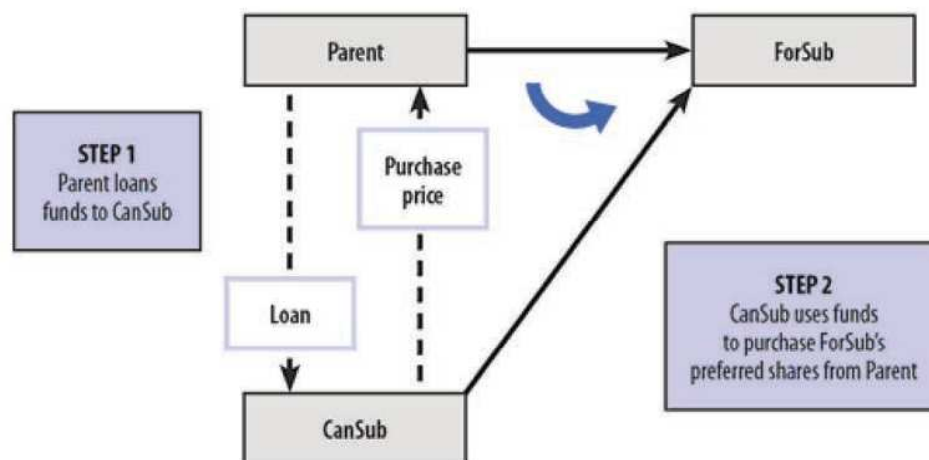 Parent
ForSub
STEP 1
Parent loans
funds to CanSub
Purchase
price
Loan
STEP 2
CanSub uses funds
to purchase ForSub's
preferred shares from Parent
CanSub